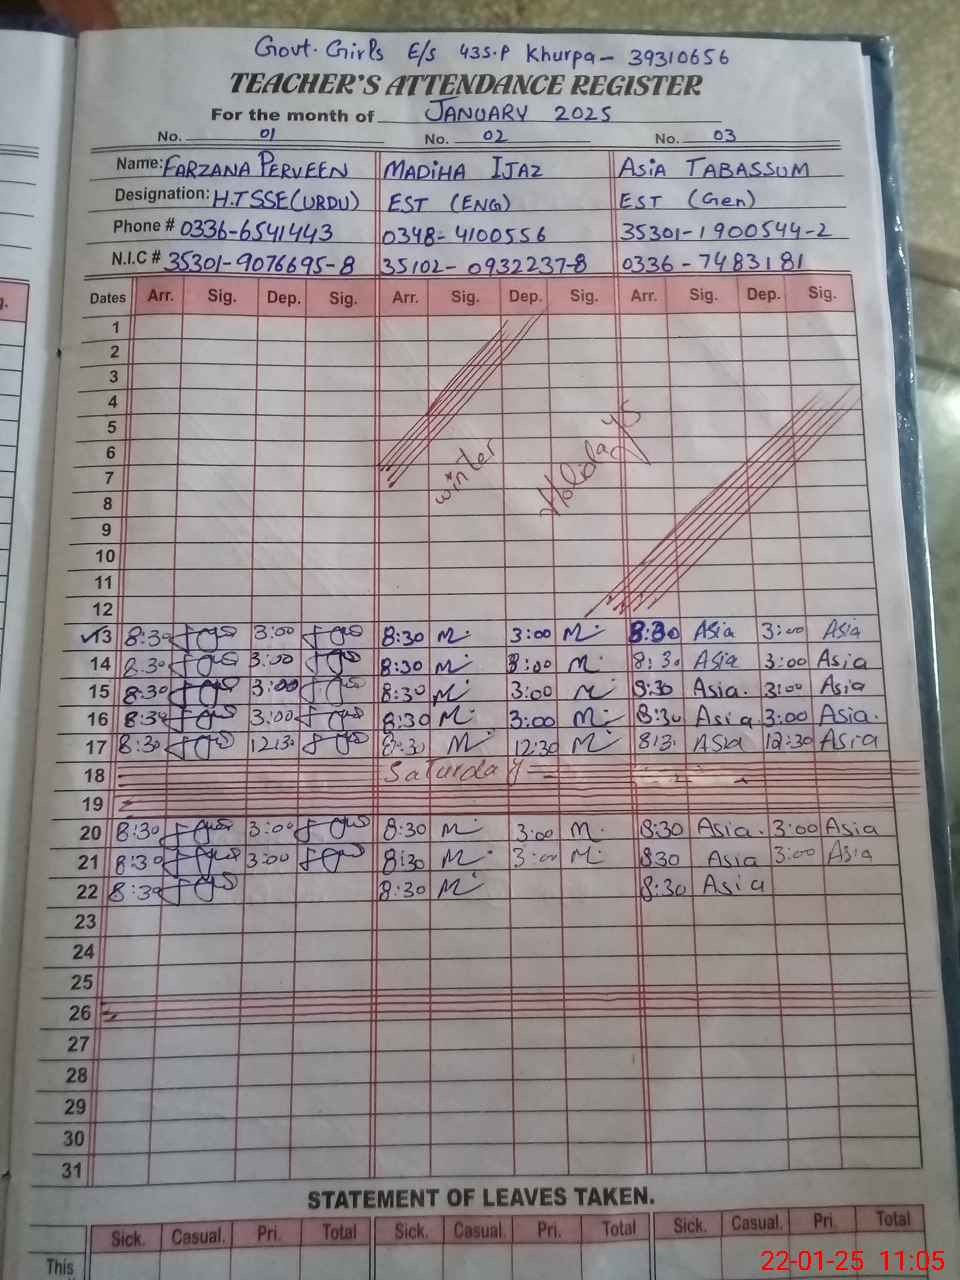 Govt. Girls E/S 43S.P Khurpa - 39310656
TEACHER'S ATTENDANCE REGISTER
For the month of JANUARY 2025
No. 01 No. 02 No. 03
Name: FARZANA PERVEEN MADIHA IJAZ ASIA TABASSUM
Designation: H.T SSE(URDU) EST (ENG) EST (Gen)
Phone # 0336-6541443 0348-4100556 35301-1900544-2
N.I.C # 35301-9076695-8 35102-0932237-8 0336-7483181
Dates Arr. Sig. Dep. Sig. Arr. Sig. Dep. Sig. Arr. Sig. Dep. Sig.
1
2
3
4
5
6
7
winter Holidays
8
9
10
11
12
13 8:30 3:00 8:30 M. 3:00 M. 8:30 Asia 3:00 Asia
14 8:30 3:00 8:30 M. 3:00 M. 8:30 Asia 3:00 Asia
15 8:30 3:00 8:30 M. 3:00 M. 8:30 Asia. 3:00 Asia
16 8:30 3:00 8:30 M. 3:00 M. 8:30 Asia 3:00 Asia.
17 8:30 12:3. 8:30 M. 12:30 M. 8:3. Asia 12:30 Asia
18 Saturday
19
20 8:30 3:00 8:30 M. 3:00 M. 8:30 Asia. 3:00 Asia
21 8:30 3:00 8:30 M. 3:00 M. 830 Asia 3:00 Asia
22 8:30 8:30 M. 8:30 Asia
23
24
25
26
27
28
29
30
31
STATEMENT OF LEAVES TAKEN.
Sick. Casual. Pri. Total Sick. Casual. Pri. Total Sick. Casual. Pri. Total
This
22-01-25 11:05